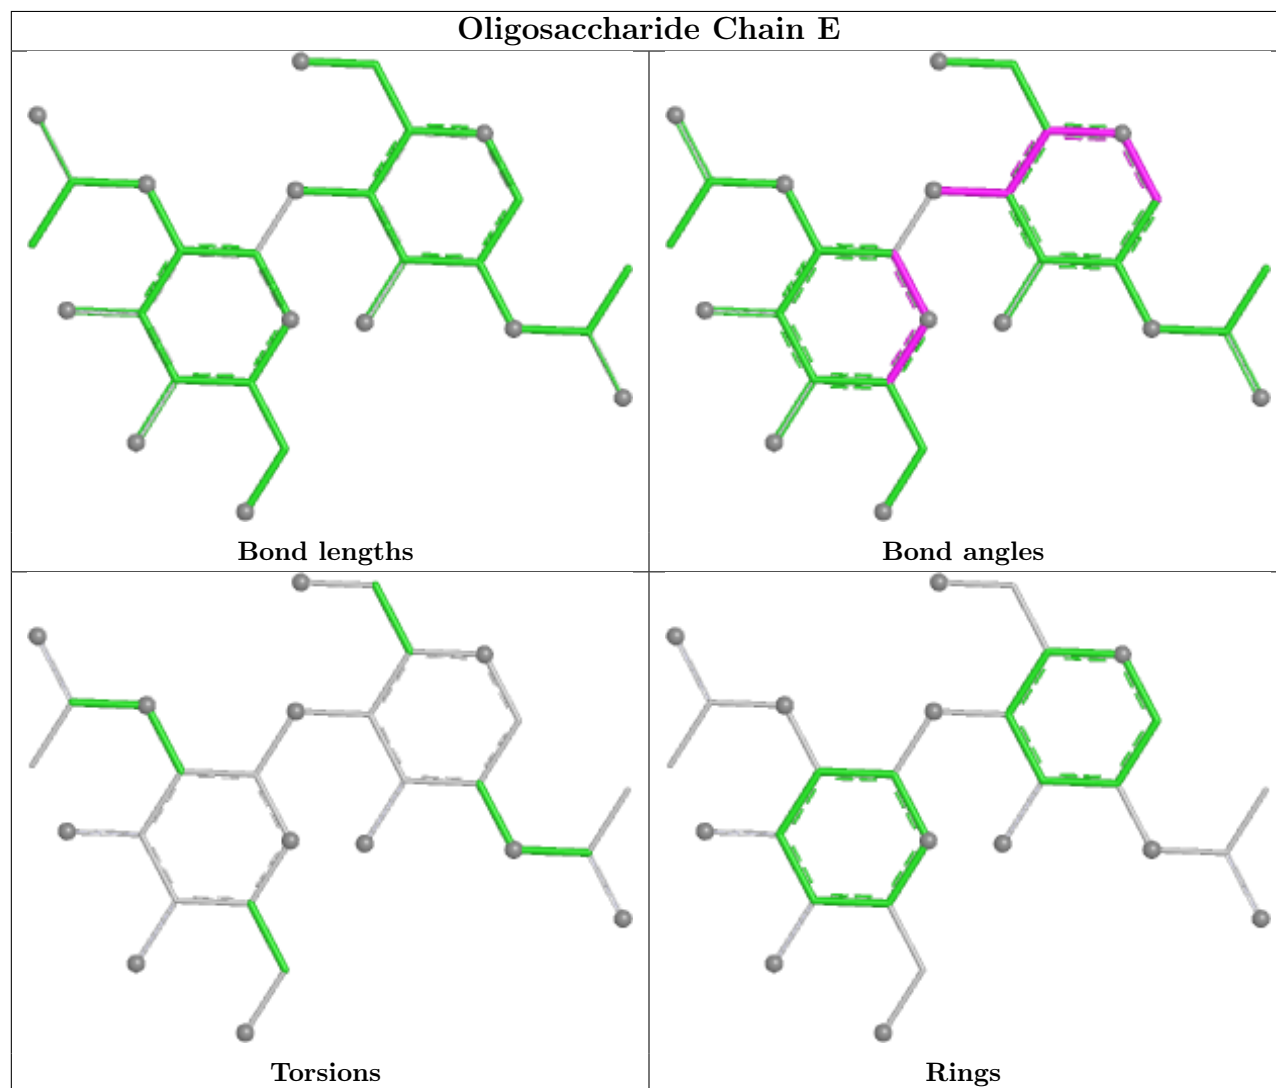 Oligosaccharide Chain E
Bond lengths
Bond angles
Torsions
Rings